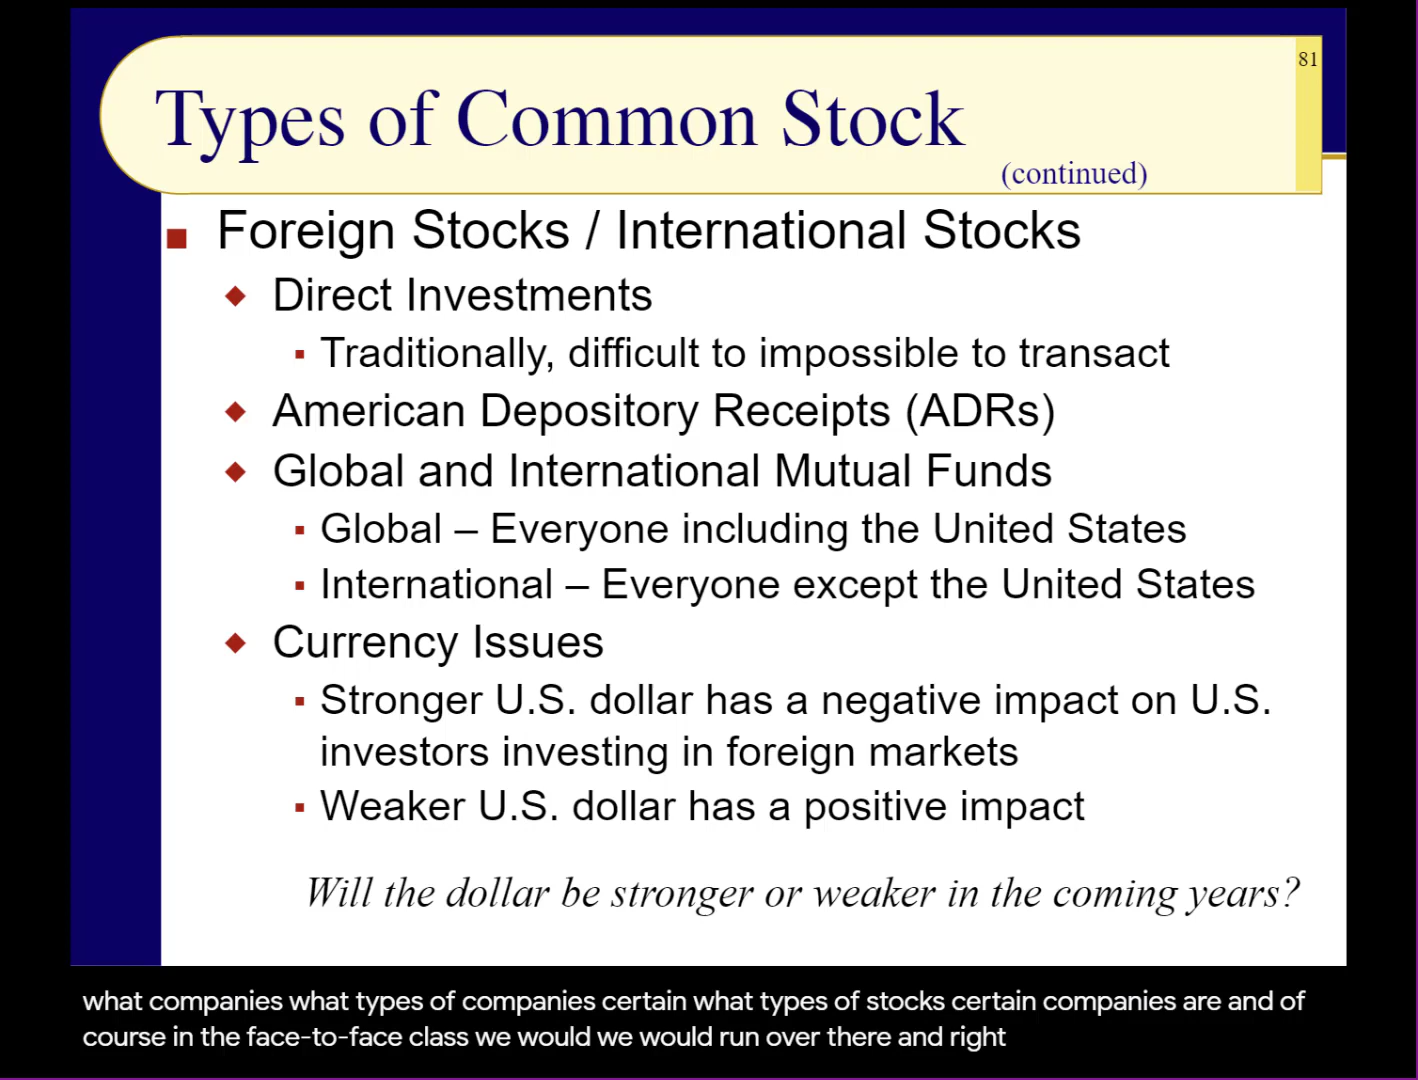 81
Types of Common Stock
(continued)
Foreign Stocks / International Stocks
Direct Investments
Traditionally, difficult to impossible to transact
American Depository Receipts (ADRs)
Global and International Mutual Funds
Global – Everyone including the United States
International – Everyone except the United States
Currency Issues
Stronger U.S. dollar has a negative impact on U.S.
investors investing in foreign markets
Weaker U.S. dollar has a positive impact
Will the dollar be stronger or weaker in the coming years?
what companies what types of companies certain what types of stocks certain companies are and of
course in the face-to-face class we would we would run over there and right